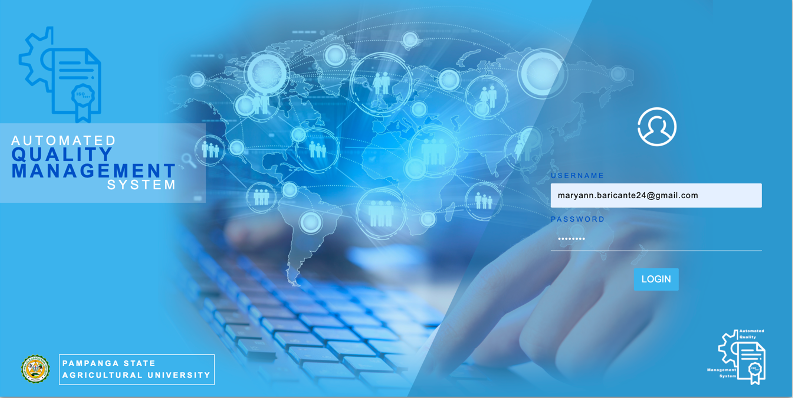 AUTOMATED
QUALITY
MANAGEMENT
SYSTEM
USERNAME
maryann.baricante24@gmail.com
PASSWORD
••••••••
LOGIN
PAMPANGA STATE
AGRICULTURAL UNIVERSITY
Automated
Quality
Management
System